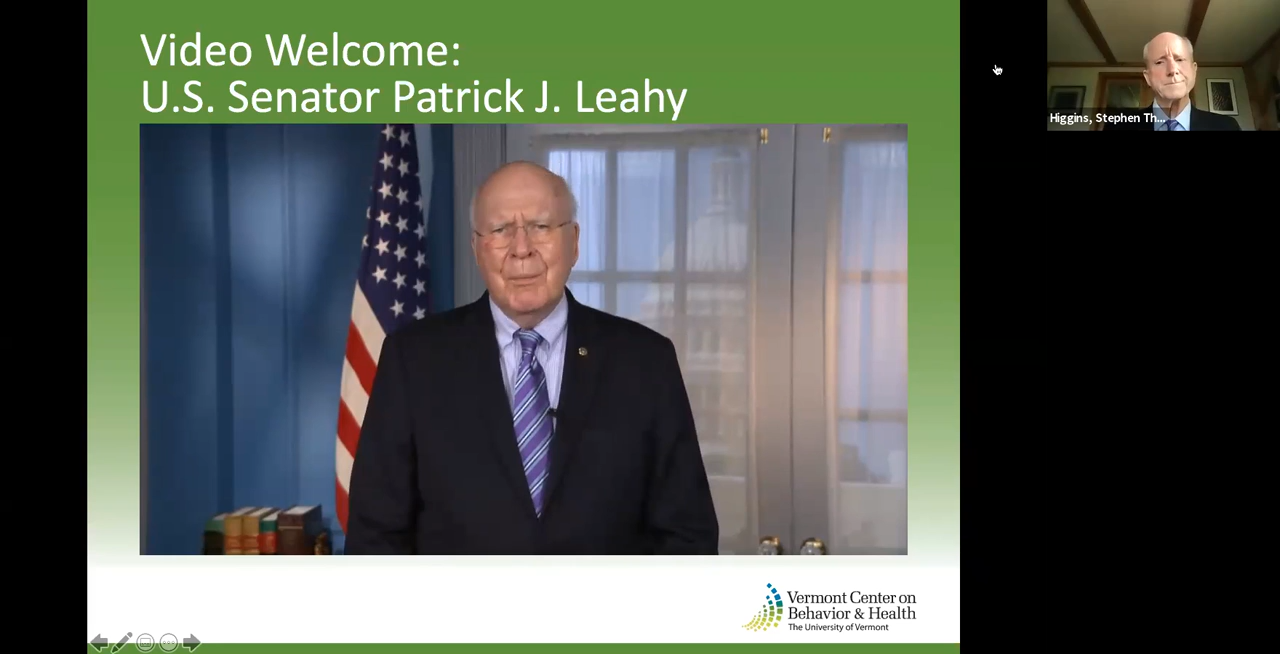 Video Welcome:
U.S. Senator Patrick J. Leahy
Higgins, Stephen Th...
Vermont Center on
Behavior & Health
The University of Vermont